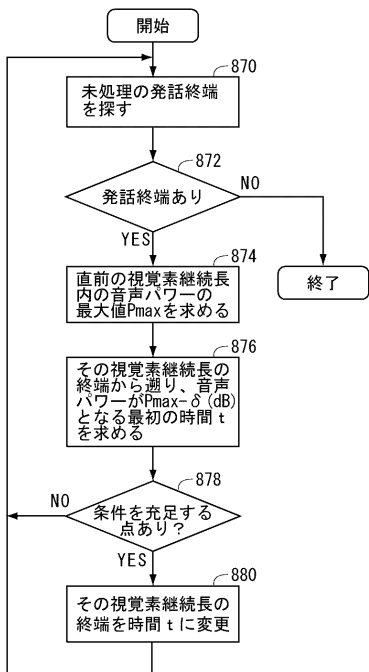 開始
870
未処理の発話終端
を探す
872
発話終端あり
NO
YES
874
直前の視覚素継続長
内の音声パワーの
最大値Pmaxを求める
終了
876
その視覚素継続長の
終端から遡り、音声
パワーがPmax-δ(dB)
となる最初の時間t
を求める
878
NO
条件を充足する
点あり?
YES
880
その視覚素継続長の
終端を時間tに変更